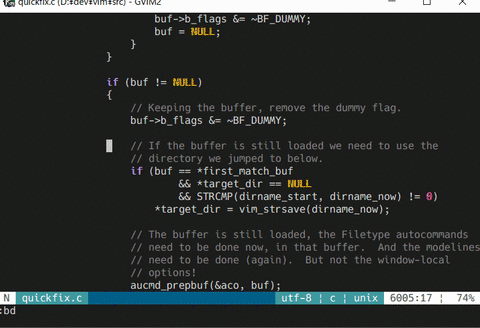 quickfix.c (D:¥dev¥vim¥src) - GVIM2
buf->b_flags &= ~BF_DUMMY;
buf = NULL;
}
}
if (buf != NULL)
{
// Keeping the buffer, remove the dummy flag.
buf->b_flags &= ~BF_DUMMY;
// If the buffer is still loaded we need to use the
// directory we jumped to below.
if (buf == *first_match_buf
&& *target_dir == NULL
&& STRCMP(dirname_start, dirname_now) != 0)
*target_dir = vim_strsave(dirname_now);
// The buffer is still loaded, the Filetype autocommands
// need to be done now, in that buffer.  And the modelines
// need to be done (again).  But not the window-local
// options!
aucmd_prepbuf(&aco, buf);
N quickfix.c utf-8 ¦ c ¦ unix 6005:17 ¦ 74%
:bd